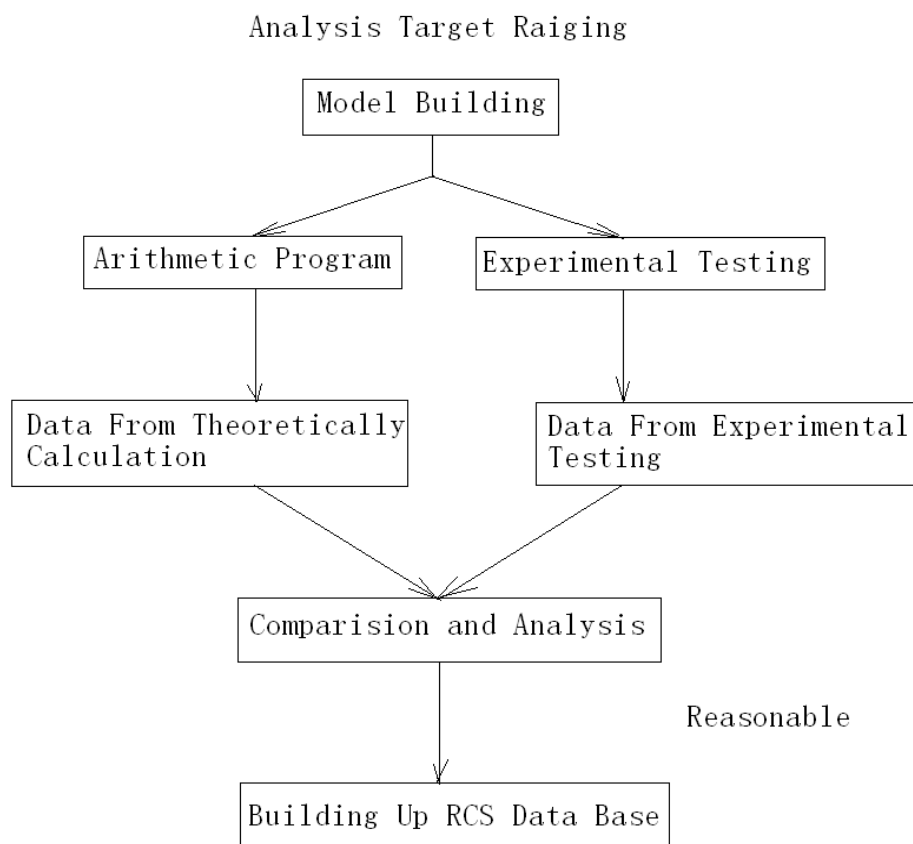 Analysis Target Raiging
Model Building
Arithmetic Program
Experimental Testing
Data From Theoretically
Calculation
Data From Experimental
Testing
Comparision and Analysis
Reasonable
Building Up RCS Data Base